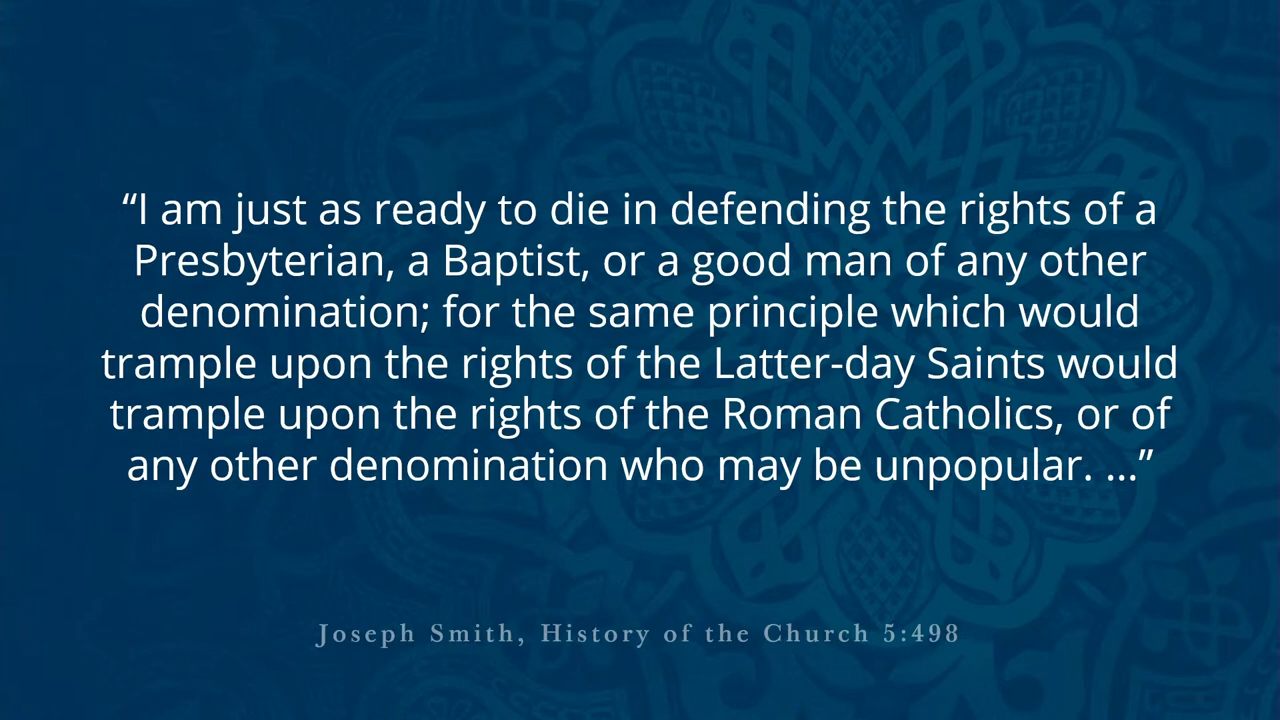 “I am just as ready to die in defending the rights of a
Presbyterian, a Baptist, or a good man of any other
denomination; for the same principle which would
trample upon the rights of the Latter-day Saints would
trample upon the rights of the Roman Catholics, or of
any other denomination who may be unpopular. ...”
Joseph Smith, History of the Church 5:498